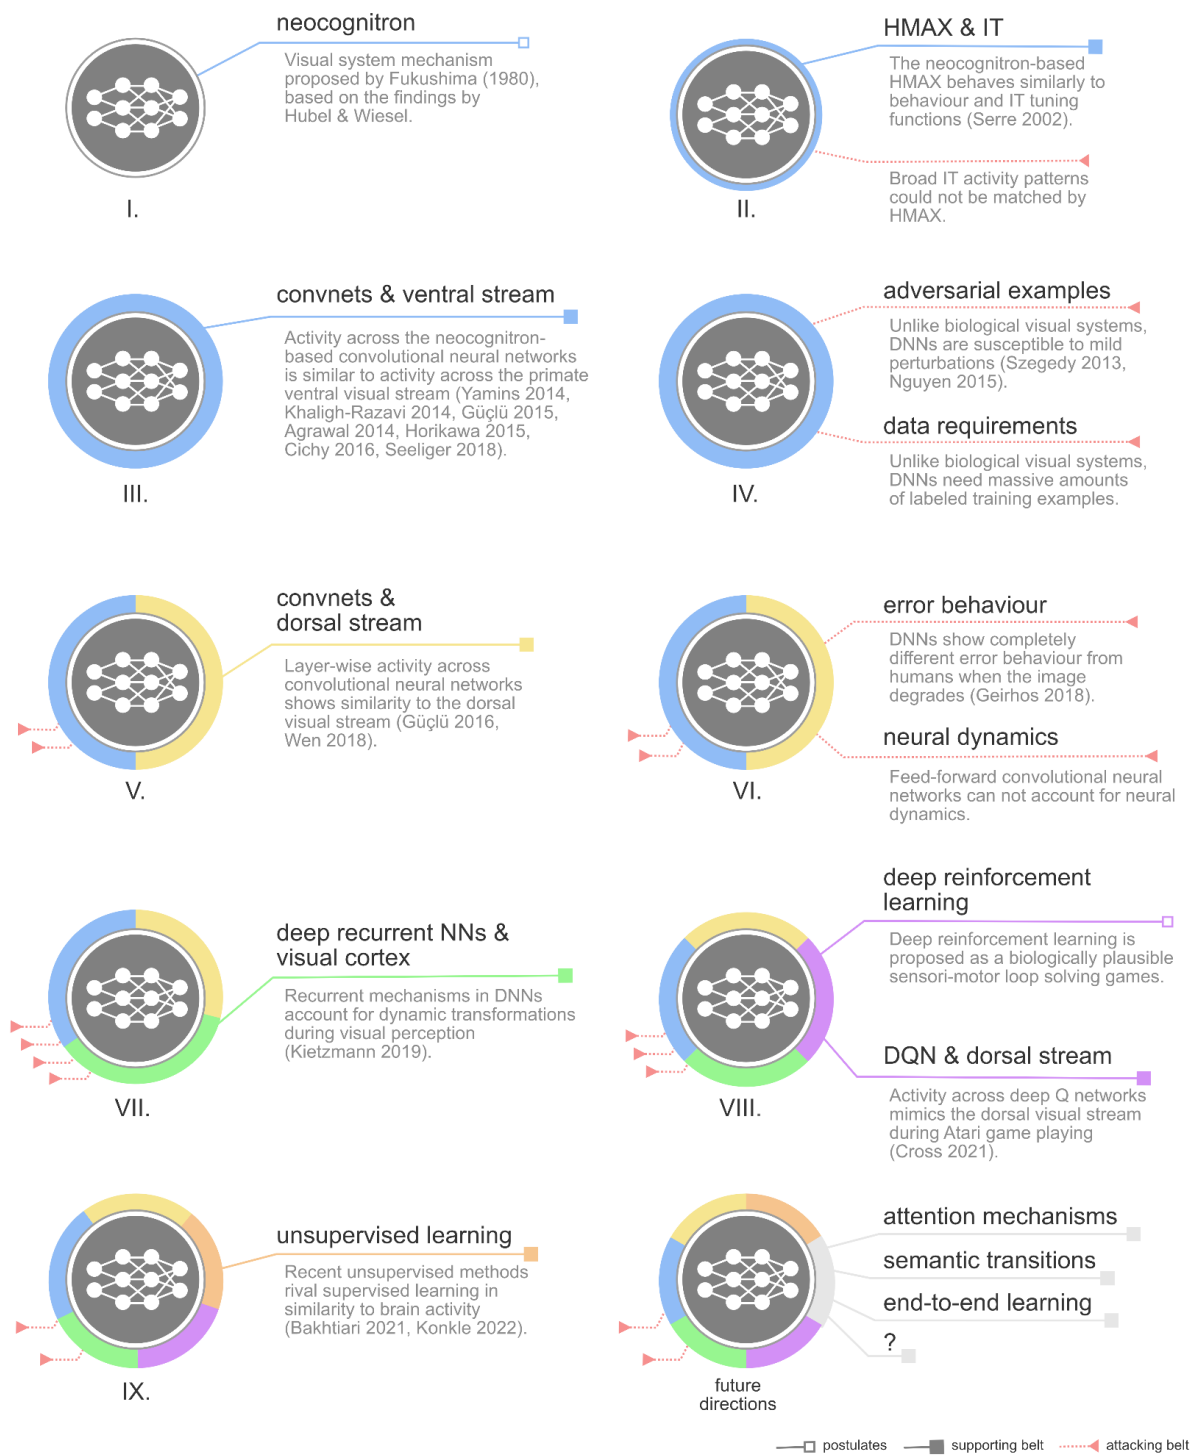 neocognitron
Visual system mechanism
proposed by Fukushima (1980),
based on the findings by
Hubel & Wiesel.
I.
HMAX & IT
The neocognitron-based
HMAX behaves similarly to
behaviour and IT tuning
functions (Serre 2002).
Broad IT activity patterns
could not be matched by
HMAX.
II.
convnets & ventral stream
Activity across the neocognitron-
based convolutional neural networks
is similar to activity across the primate
ventral visual stream (Yamins 2014,
Khaligh-Razavi 2014, Güçlü 2015,
Agrawal 2014, Horikawa 2015,
Cichy 2016, Seeliger 2018).
III.
adversarial examples
Unlike biological visual systems,
DNNs are susceptible to mild
perturbations (Szegedy 2013,
Nguyen 2015).
data requirements
Unlike biological visual systems,
DNNs need massive amounts
of labeled training examples.
IV.
convnets &
dorsal stream
Layer-wise activity across
convolutional neural networks
shows similarity to the dorsal
visual stream (Güçlü 2016,
Wen 2018).
V.
error behaviour
DNNs show completely
different error behaviour from
humans when the image
degrades (Geirhos 2018).
neural dynamics
Feed-forward convolutional neural
networks can not account for neural
dynamics.
VI.
deep recurrent NNs &
visual cortex
Recurrent mechanisms in DNNs
account for dynamic transformations
during visual perception
(Kietzmann 2019).
VII.
deep reinforcement
learning
Deep reinforcement learning is
proposed as a biologically plausible
sensori-motor loop solving games.
DQN & dorsal stream
Activity across deep Q networks
mimics the dorsal visual stream
during Atari game playing
(Cross 2021).
VIII.
unsupervised learning
Recent unsupervised methods
rival supervised learning in
similarity to brain activity
(Bakhtiari 2021, Konkle 2022).
IX.
attention mechanisms
semantic transitions
end-to-end learning
?
future
directions
postulates
supporting belt
attacking belt